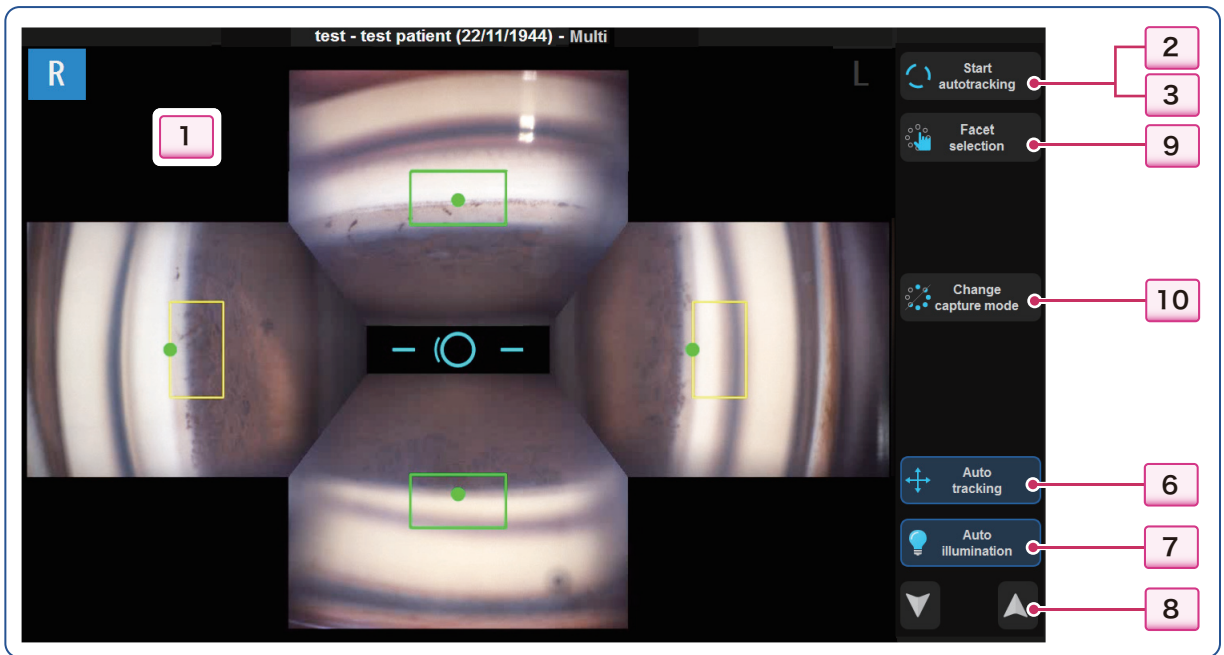 test - test patient (22/11/1944) - Multi
R
L
1
Start
autotracking
2
3
Facet
selection
9
Change
capture mode
10
Auto
tracking
6
Auto
illumination
7
8